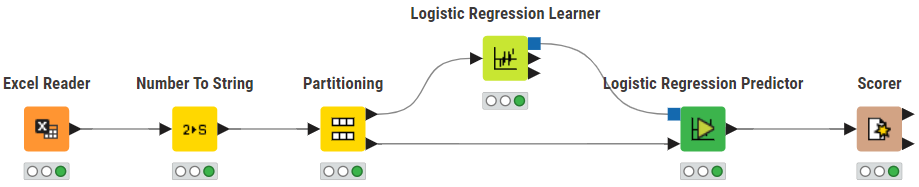 Logistic Regression Learner
Excel Reader
Number To String
Partitioning
Logistic Regression Predictor
Scorer
X
2▸S